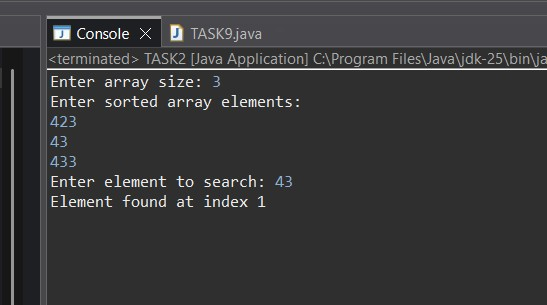 Console TASK9.java
<terminated> TASK2 [Java Application] C:\Program Files\Java\jdk-25\bin\ja
Enter array size: 3
Enter sorted array elements:
423
43
433
Enter element to search: 43
Element found at index 1